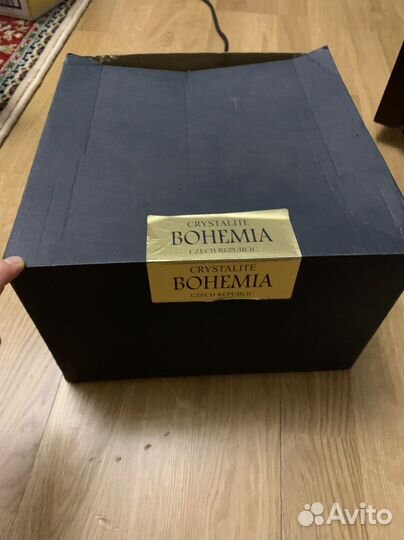 CRYSTALITE
BOHEMIA
CZECH REPUBLIC
CRYSTALITE
BOHEMIA
CZECH REPUBLIC
Avito